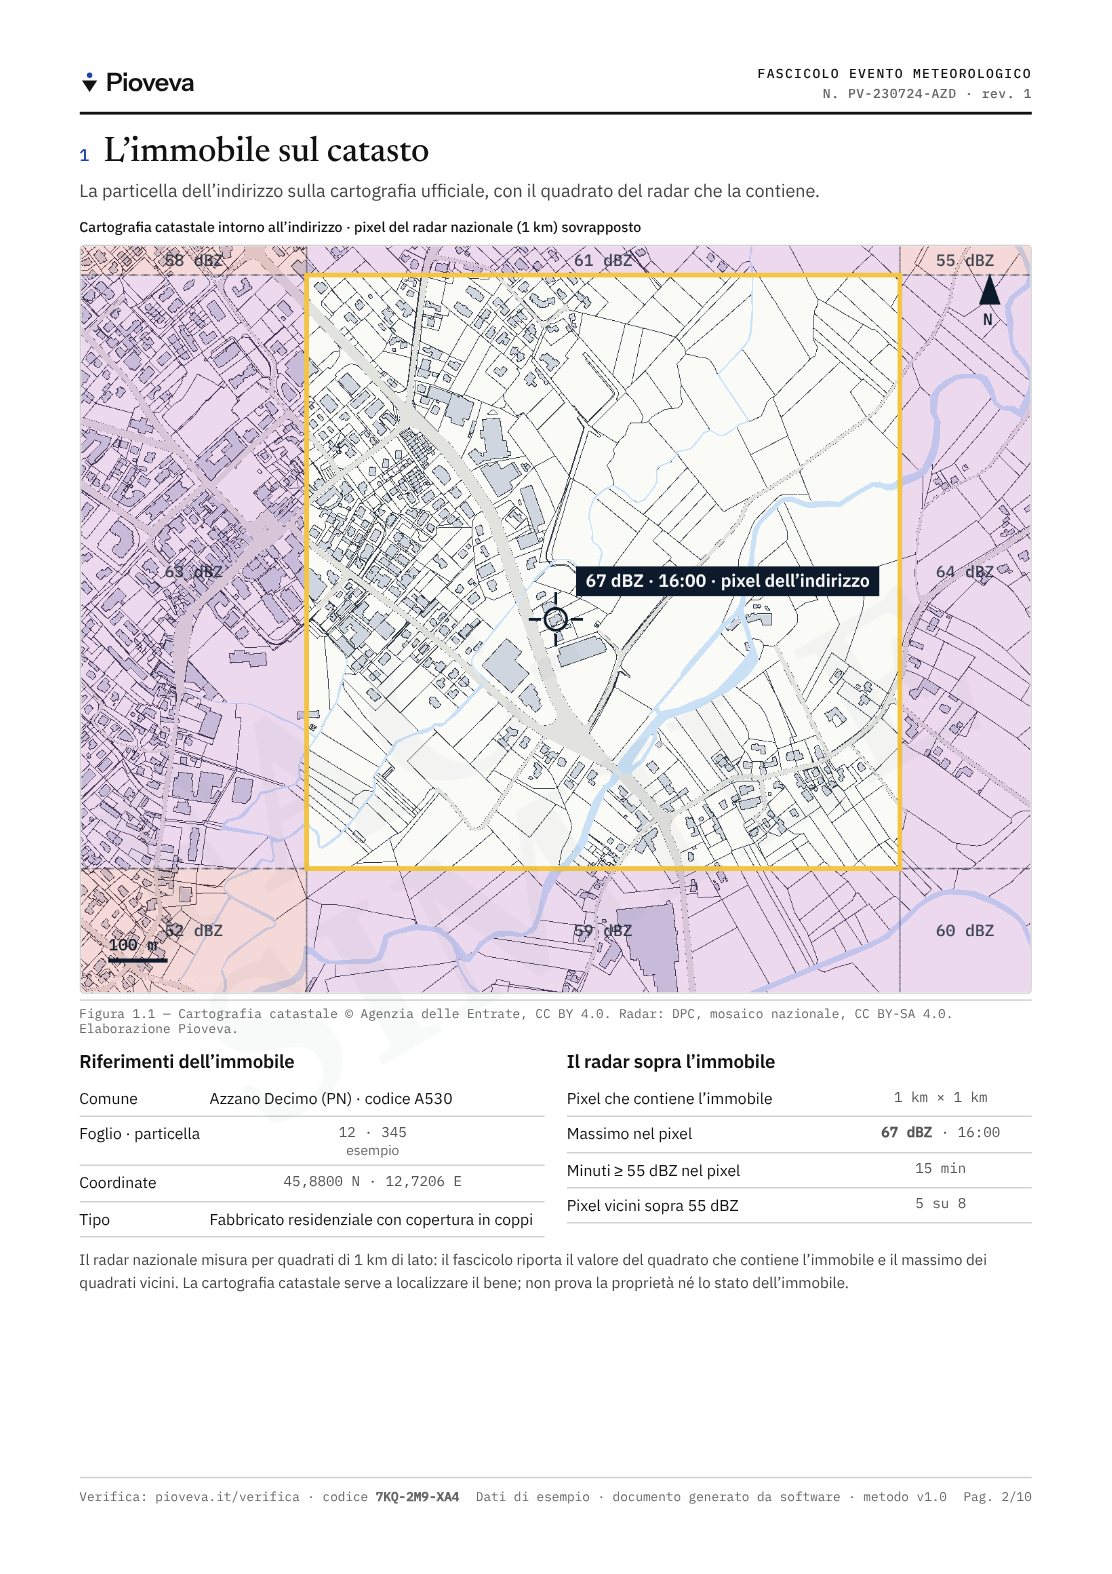 Pioveva
FASCICOLO EVENTO METEOROLOGICO
N. PV-230724-AZD · rev. 1
1 L’immobile sul catasto
La particella dell’indirizzo sulla cartografia ufficiale, con il quadrato del radar che la contiene.
Cartografia catastale intorno all’indirizzo · pixel del radar nazionale (1 km) sovrapposto
58 dBZ
61 dBZ
55 dBZ
N
67 dBZ · 16:00 · pixel dell’indirizzo
63 dBZ
64 dBZ
52 dBZ
59 dBZ
60 dBZ
100 m
Figura 1.1 — Cartografia catastale © Agenzia delle Entrate, CC BY 4.0. Radar: DPC, mosaico nazionale, CC BY-SA 4.0.
Elaborazione Pioveva.
Riferimenti dell’immobile
Comune Azzano Decimo (PN) · codice A530
Foglio · particella 12 · 345
esempio
Coordinate 45,8800 N · 12,7206 E
Tipo Fabbricato residenziale con copertura in coppi
Il radar sopra l’immobile
Pixel che contiene l’immobile 1 km × 1 km
Massimo nel pixel 67 dBZ · 16:00
Minuti ≥ 55 dBZ nel pixel 15 min
Pixel vicini sopra 55 dBZ 5 su 8
Il radar nazionale misura per quadrati di 1 km di lato: il fascicolo riporta il valore del quadrato che contiene l’immobile e il massimo dei
quadrati vicini. La cartografia catastale serve a localizzare il bene; non prova la proprietà né lo stato dell’immobile.
Verifica: pioveva.it/verifica · codice 7KQ-2M9-XA4 Dati di esempio · documento generato da software · metodo v1.0 Pag. 2/10